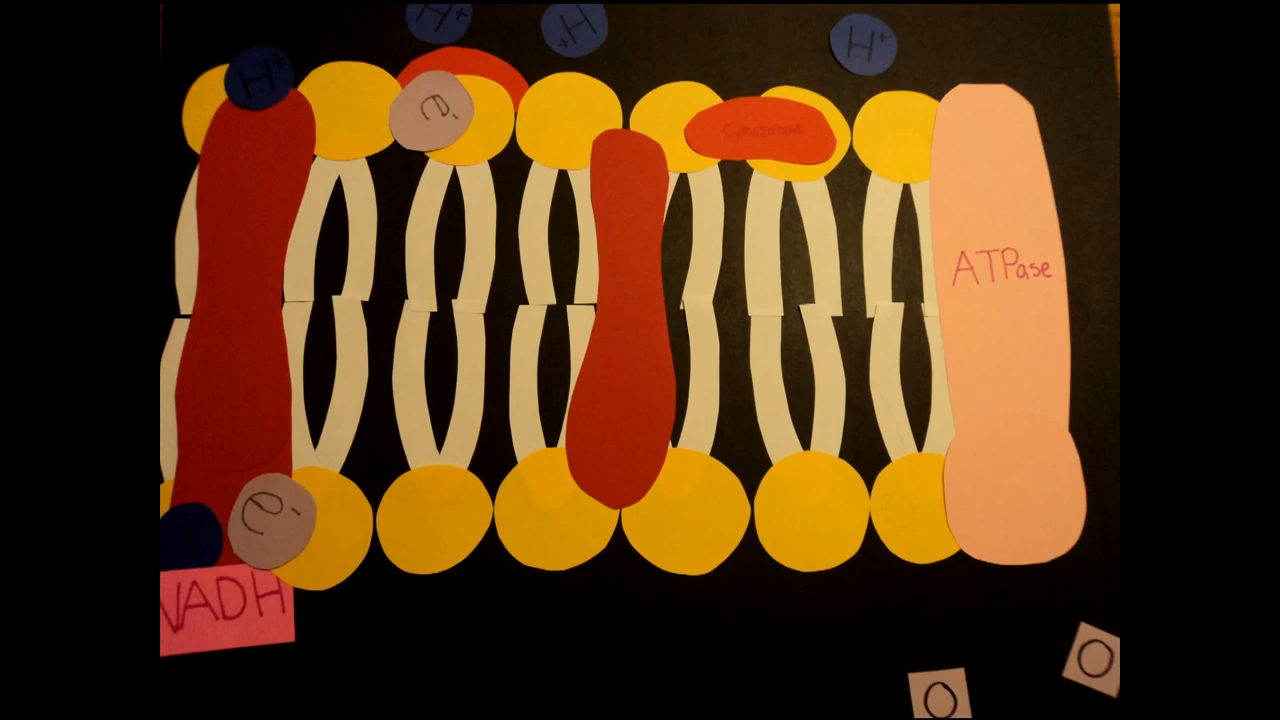 H+
H+
H+
H+
e-
Cytochrome
ATPase
e-
NADH
O
O